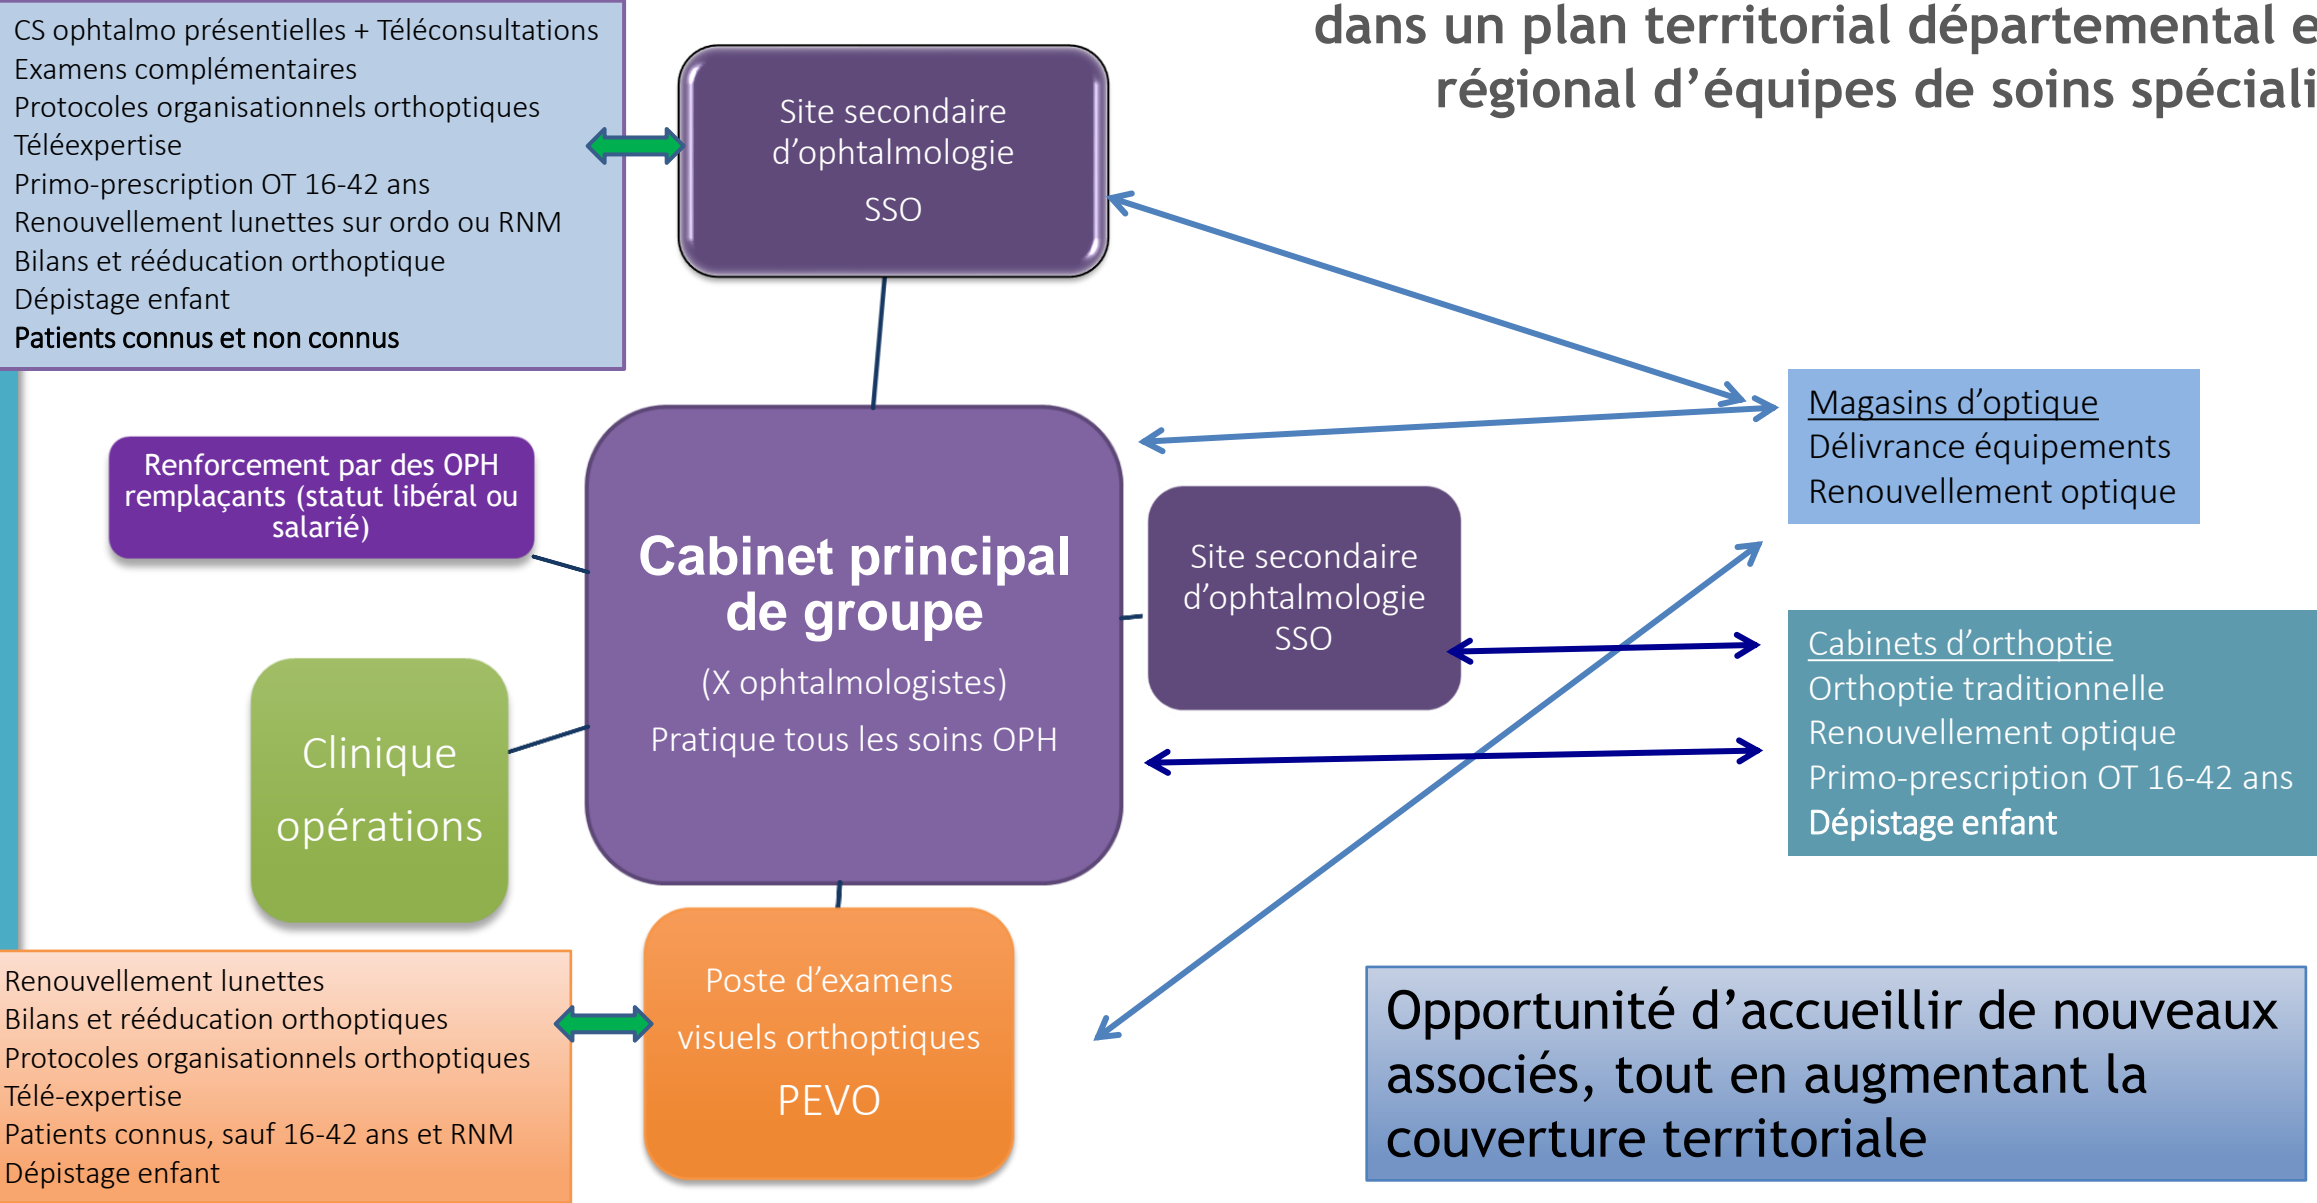 dans un plan territorial départemental e
régional d’équipes de soins spéciali
CS ophtalmo présentielles + Téléconsultations
Examens complémentaires
Protocoles organisationnels orthoptiques
Téléexpertise
Primo-prescription OT 16-42 ans
Renouvellement lunettes sur ordo ou RNM
Bilans et rééducation orthoptique
Dépistage enfant
Patients connus et non connus
Site secondaire
d’ophtalmologie
SSO
Renforcement par des OPH
remplaçants (statut libéral ou
salarié)
Cabinet principal
de groupe
(X ophtalmologistes)
Pratique tous les soins OPH
Site secondaire
d’ophtalmologie
SSO
Magasins d’optique
Délivrance équipements
Renouvellement optique
Cabinets d’orthoptie
Orthoptie traditionnelle
Renouvellement optique
Primo-prescription OT 16-42 ans
Dépistage enfant
Clinique
opérations
Renouvellement lunettes
Bilans et rééducation orthoptiques
Protocoles organisationnels orthoptiques
Télé-expertise
Patients connus, sauf 16-42 ans et RNM
Dépistage enfant
Poste d’examens
visuels orthoptiques
PEVO
Opportunité d’accueillir de nouveaux
associés, tout en augmentant la
couverture territoriale